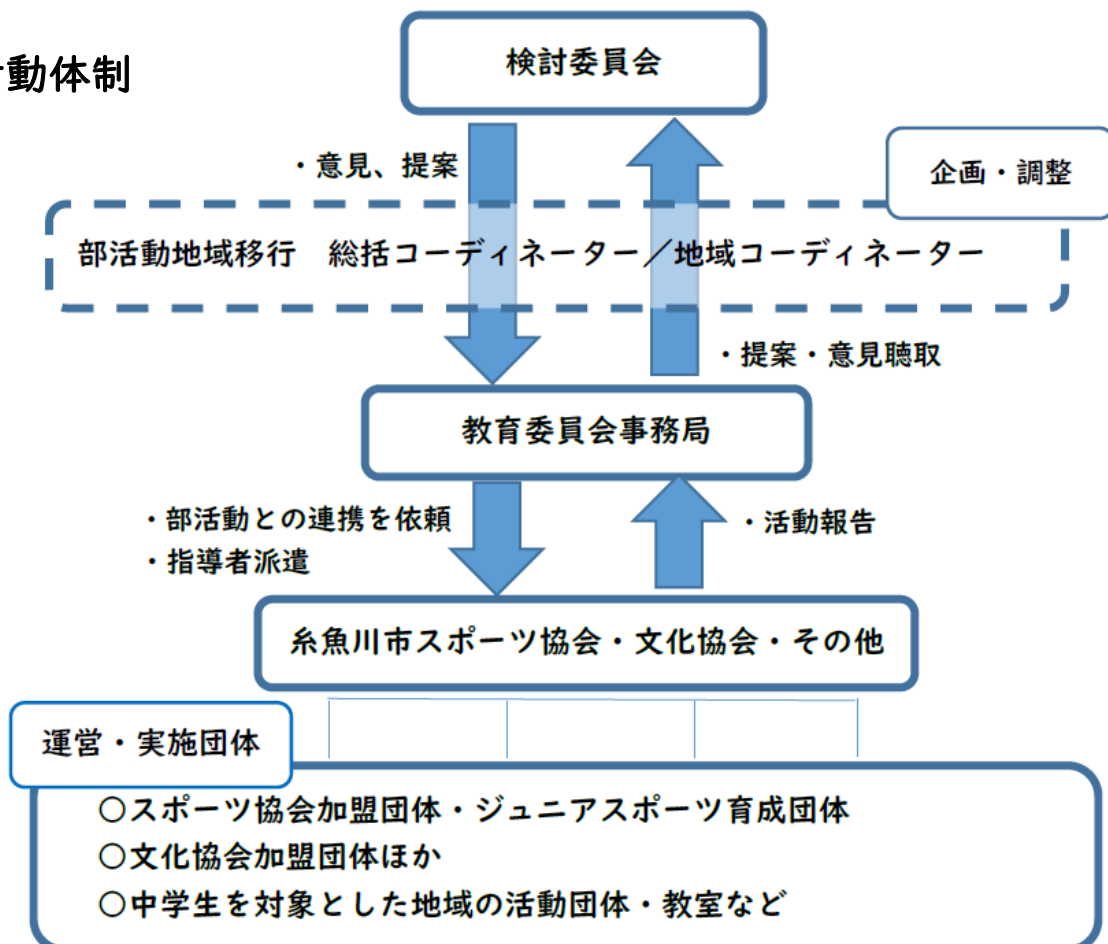 動体制
検討委員会
・意見、提案
企画・調整
部活動地域移行　総括コーディネーター／地域コーディネーター
・提案・意見聴取
教育委員会事務局
・部活動との連携を依頼
・指導者派遣
・活動報告
糸魚川市スポーツ協会・文化協会・その他
運営・実施団体
○スポーツ協会加盟団体・ジュニアスポーツ育成団体
○文化協会加盟団体ほか
○中学生を対象とした地域の活動団体・教室など